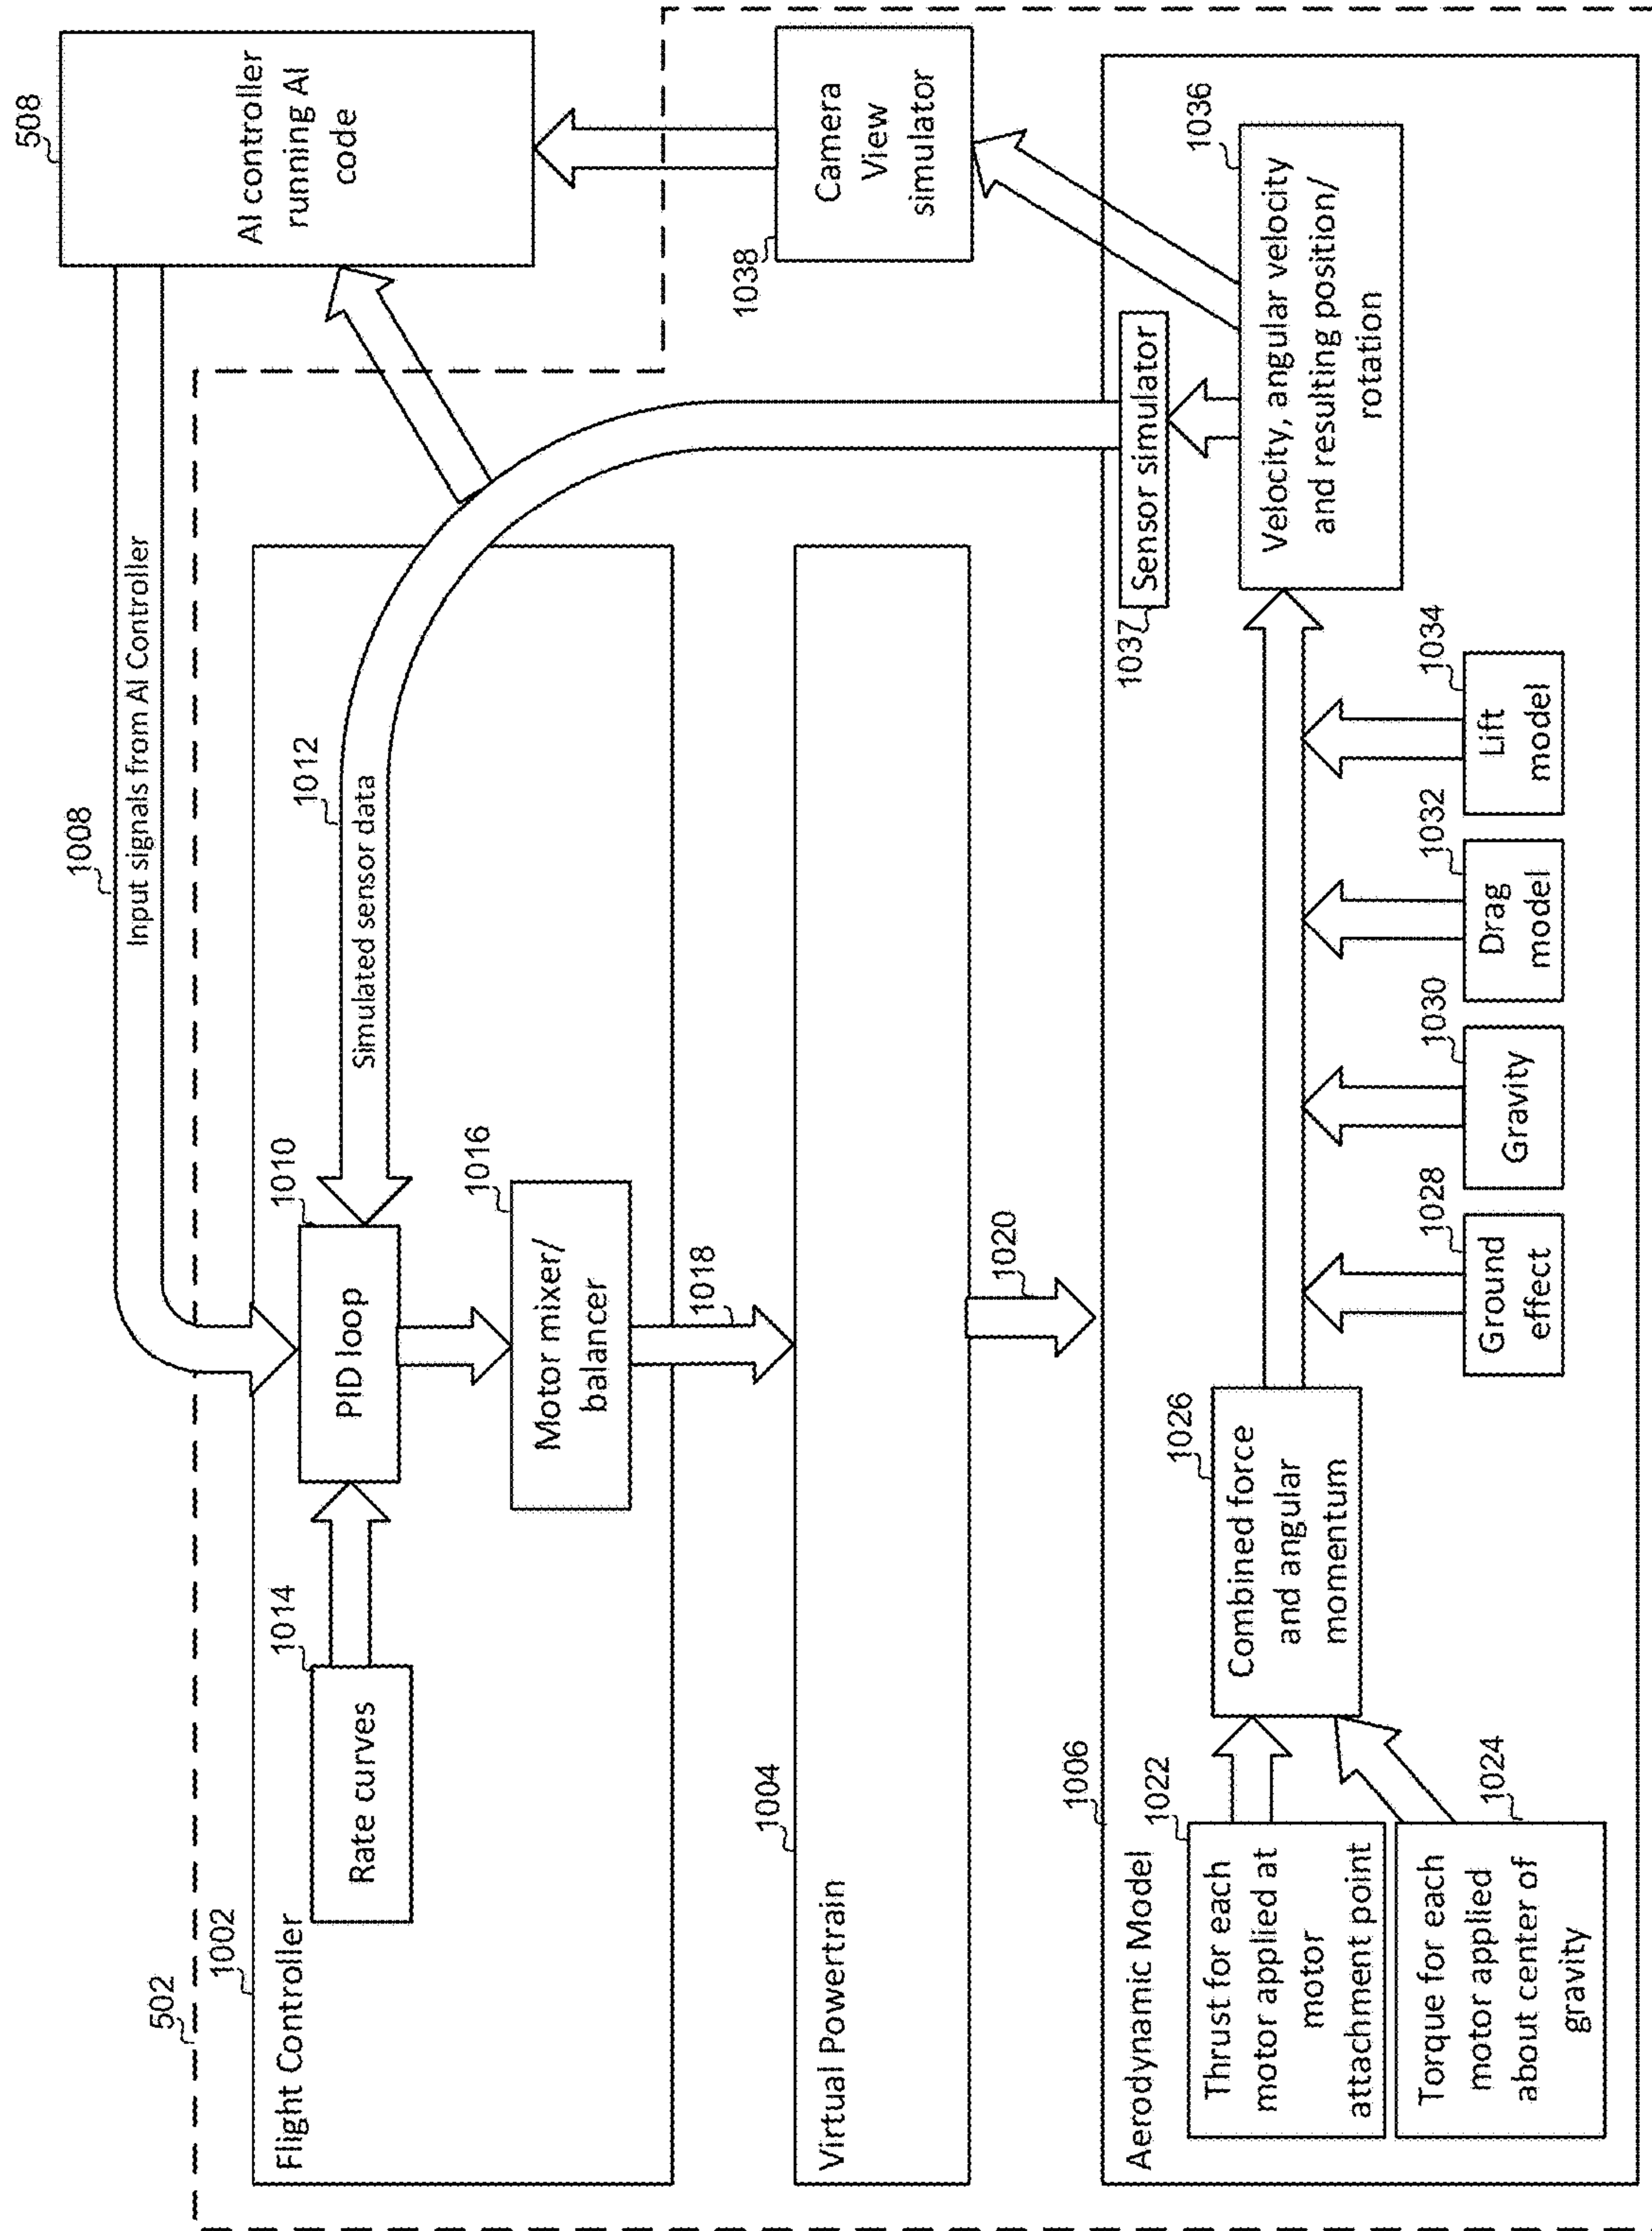 502
1002
Flight Controller
1008
Input signals from AI Controller
508
AI controller
running AI
code
1014
Rate curves
1010
PID loop
1012
Simulated sensor data
1016
Motor mixer/
balancer
1018
1038
Camera
View
simulator
1004
Virtual Powertrain
1020
1006
Aerodynamic Model
1037
Sensor simulator
1022
Thrust for each
motor applied at
motor
attachment point
1024
Torque for each
motor applied
about center of
gravity
1026
Combined force
and angular
momentum
1036
Velocity, angular velocity
and resulting position/
rotation
1028
Ground
effect
1030
Gravity
1032
Drag
model
1034
Lift
model